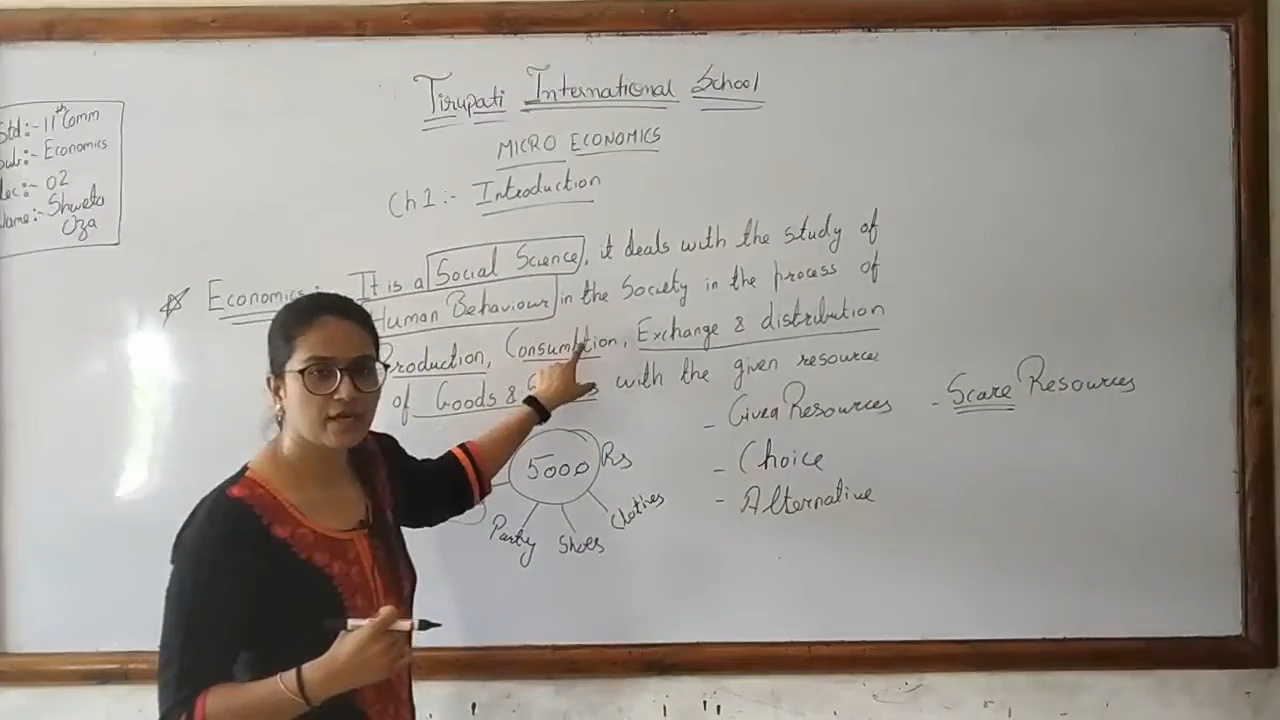 Std:- 11th Comm
Sub:- Economics
Lec:- 02
Name:- Shweta
Oza
Tirupati International School
MICRO ECONOMICS
Ch 1:- Introduction
Economics:- It is a Social Science, it deals with the study of
Human Behaviour in the Society in the process of
Production, Consumbtion, Exchange & distribution
of Goods & with the given resources
- Given Resources - Scare Resources
- Choice
- Alternative
5000 Rs
Party Shoes Clothes